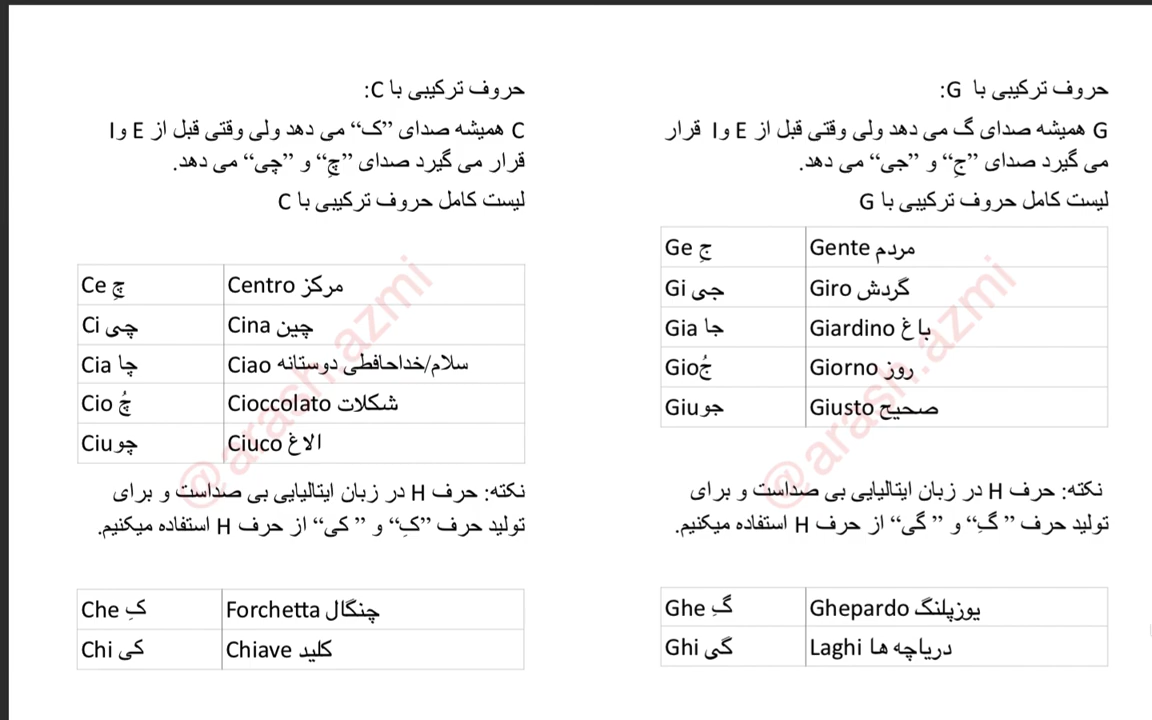 حروف ترکیبی با G:
G همیشه صدای گ می دهد ولی وقتی قبل از E و I قرار
می گیرد صدای ”جِ“ و ”جی“ می دهد.
لیست کامل حروف ترکیبی با G
Ge جِ	Gente مردم
Gi جی	Giro گردش
Gia جا	Giardino باغ
Gio جُ	Giorno روز
Giu جو	Giusto صحیح
نکته: حرف H در زبان ایتالیایی بی صداست و برای
تولید حرف ” گِ“ و ” گی“ از حرف H استفاده میکنیم.
Ghe گِ	Ghepardo یوزپلنگ
Ghi گی	Laghi دریاچه ها
حروف ترکیبی با C:
C همیشه صدای ”ک“ می دهد ولی وقتی قبل از E و I
قرار می گیرد صدای ”چِ“ و ”چی“ می دهد.
لیست کامل حروف ترکیبی با C
Ce چِ	Centro مرکز
Ci چی	Cina چین
Cia چا	Ciao سلام/خداحافطی دوستانه
Cio چُ	Cioccolato شکلات
Ciu چو	Ciuco الاغ
نکته: حرف H در زبان ایتالیایی بی صداست و برای
تولید حرف ”کِ“ و ” کی“ از حرف H استفاده میکنیم.
Che کِ	Forchetta چنگال
Chi کی	Chiave کلید
@arash.azmi
@arash.azmi